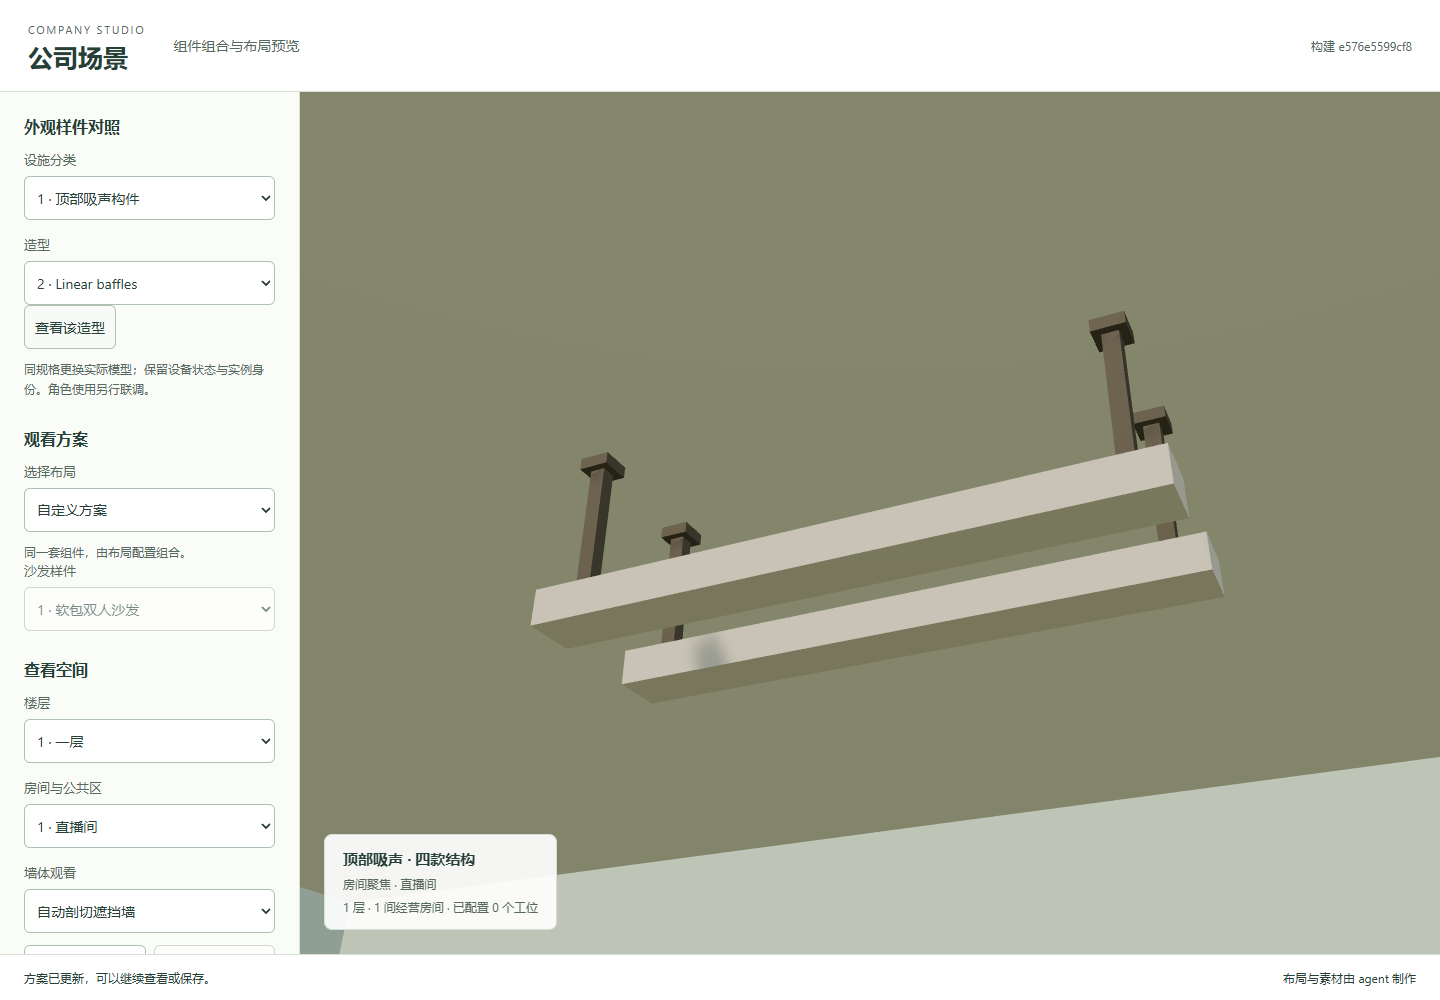 COMPANY STUDIO
公司场景
组件组合与布局预览
构建 e576e5599cf8
外观样件对照
设施分类
1 · 顶部吸声构件
造型
2 · Linear baffles
查看该造型
同规格更换实际模型；保留设备状态与实例身
份。角色使用另行联调。
观看方案
选择布局
自定义方案
同一套组件，由布局配置组合。
沙发样件
1 · 软包双人沙发
查看空间
楼层
1 · 一层
房间与公共区
1 · 直播间
墙体观看
自动剖切遮挡墙
顶部吸声 · 四款结构
房间聚焦 · 直播间
1 层 · 1 间经营房间 · 已配置 0 个工位
方案已更新，可以继续查看或保存。
布局与素材由 agent 制作